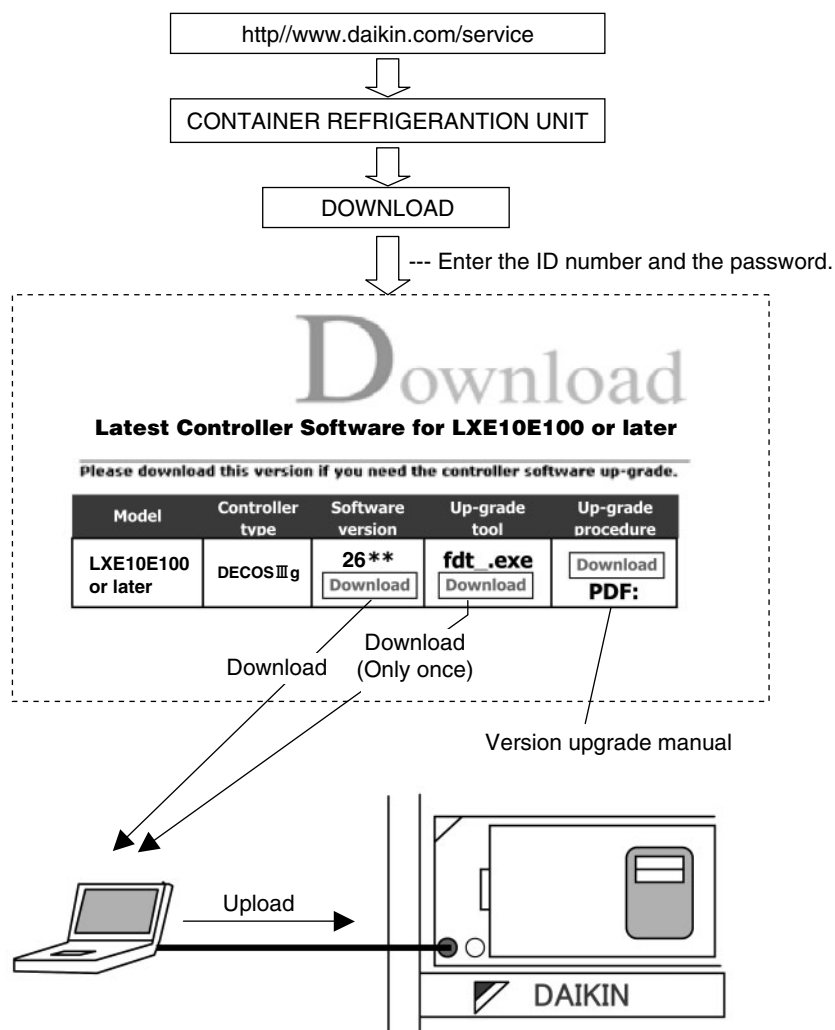 http//www.daikin.com/service
CONTAINER REFRIGERANTION UNIT
DOWNLOAD
--- Enter the ID number and the password.
Download
Latest Controller Software for LXE10E100 or later
Please download this version if you need the controller software up-grade.
Model
Controller
type
Software
version
Up-grade
tool
Up-grade
procedure
LXE10E100
or later
DECOSⅢg
26**
Download
fdt_.exe
Download
Download
PDF:
Download
Download
(Only once)
Version upgrade manual
Upload
DAIKIN